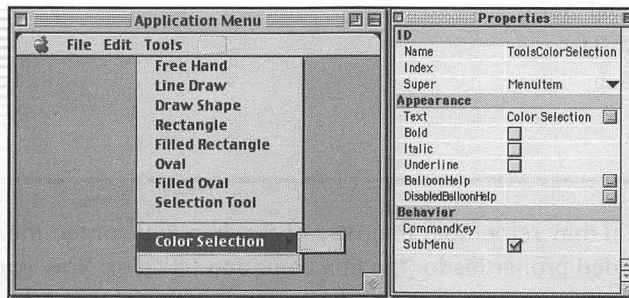 Application Menu
File Edit Tools
Free Hand
Line Draw
Draw Shape
Rectangle
Filled Rectangle
Oval
Filled Oval
Selection Tool
Color Selection
Properties
ID
Name ToolsColorSelection
Index
Super MenuItem
Appearance
Text Color Selection ...
Bold
Italic
Underline
BalloonHelp ...
DisabledBalloonHelp ...
Behavior
CommandKey
SubMenu